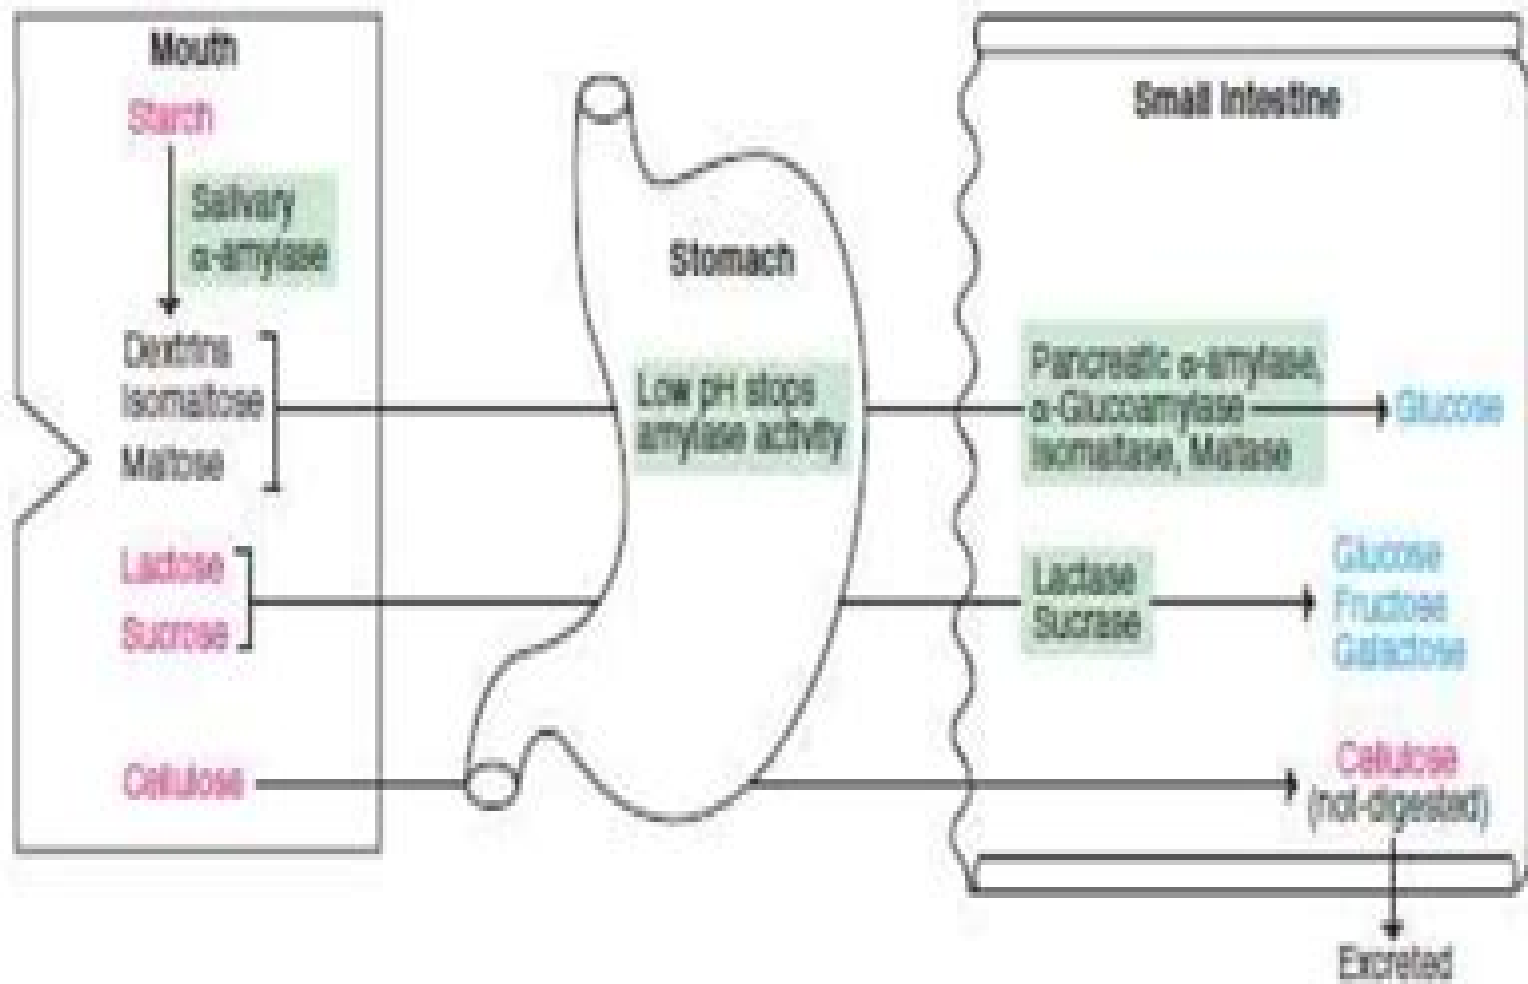 Mouth
Starch
Salivary
α-amylase
Dextrins
Isomaltose
Maltose
Lactose
Sucrose
Cellulose
Stomach
Low pH stops
amylase activity
Small intestine
Pancreatic α-amylase,
α-Glucoamylase
Isomaltase, Maltase
Glucose
Lactase
Sucrase
Glucose
Fructose
Galactose
Cellulose
(not-digested)
Excreted